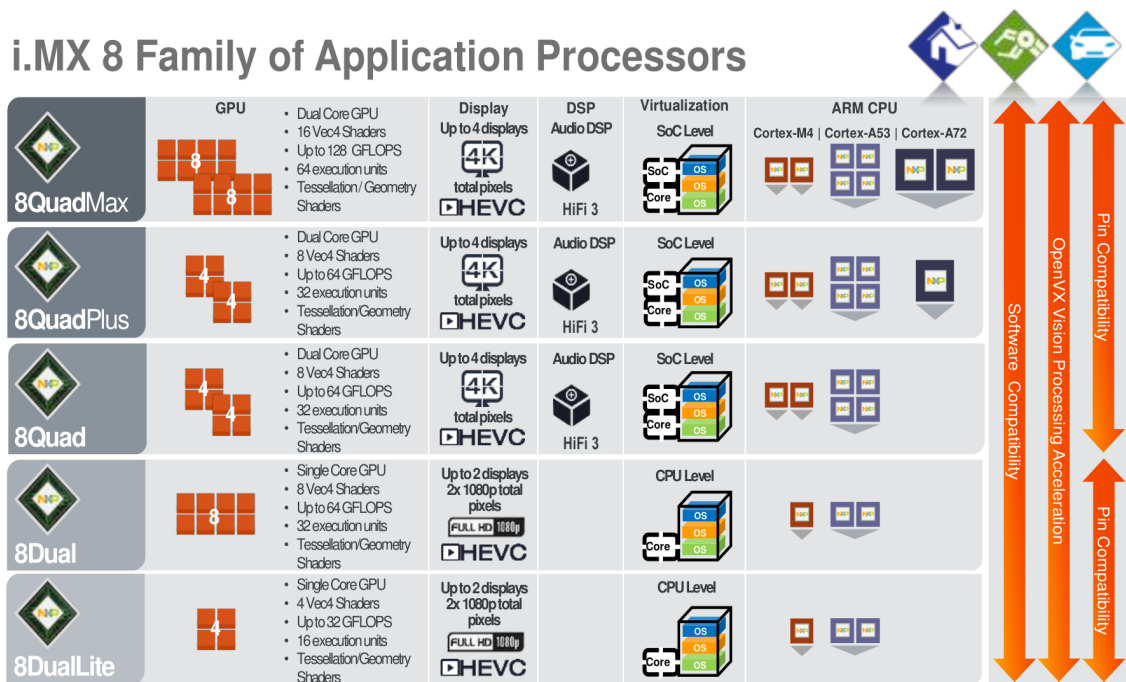 i.MX 8 Family of Application Processors
GPU
Display
DSP
Virtualization
ARM CPU
Cortex-M4 | Cortex-A53 | Cortex-A72
8QuadMax
8
8
• Dual Core GPU
• 16 Vec4 Shaders
• Up to 128 GFLOPS
• 64 execution units
• Tessellation / Geometry
Shaders
Up to 4 displays
4K
total pixels
HEVC
Audio DSP
HiFi 3
SoC Level
SoC
Core
OS
OS
OS
NXP
8QuadPlus
4
4
• Dual Core GPU
• 8 Vec4 Shaders
• Up to 64 GFLOPS
• 32 execution units
• Tessellation/Geometry
Shaders
Up to 4 displays
4K
total pixels
HEVC
Audio DSP
HiFi 3
SoC Level
SoC
Core
OS
OS
OS
NXP
8Quad
4
4
• Dual Core GPU
• 8 Vec4 Shaders
• Up to 64 GFLOPS
• 32 execution units
• Tessellation/Geometry
Shaders
Up to 4 displays
4K
total pixels
HEVC
Audio DSP
HiFi 3
SoC Level
SoC
Core
OS
OS
OS
NXP
8Dual
8
• Single Core GPU
• 8 Vec4 Shaders
• Up to 64 GFLOPS
• 32 execution units
• Tessellation/Geometry
Shaders
Up to 2 displays
2x 1080p total
pixels
FULL HD 1080p
HEVC
CPU Level
Core
OS
OS
OS
NXP
8DualLite
4
• Single Core GPU
• 4 Vec4 Shaders
• Up to 32 GFLOPS
• 16 execution units
• Tessellation/Geometry
Shaders
Up to 2 displays
2x 1080p total
pixels
FULL HD 1080p
HEVC
CPU Level
Core
OS
OS
OS
NXP
Software Compatibility
OpenVX Vision Processing Acceleration
Pin Compatibility
Pin Compatibility